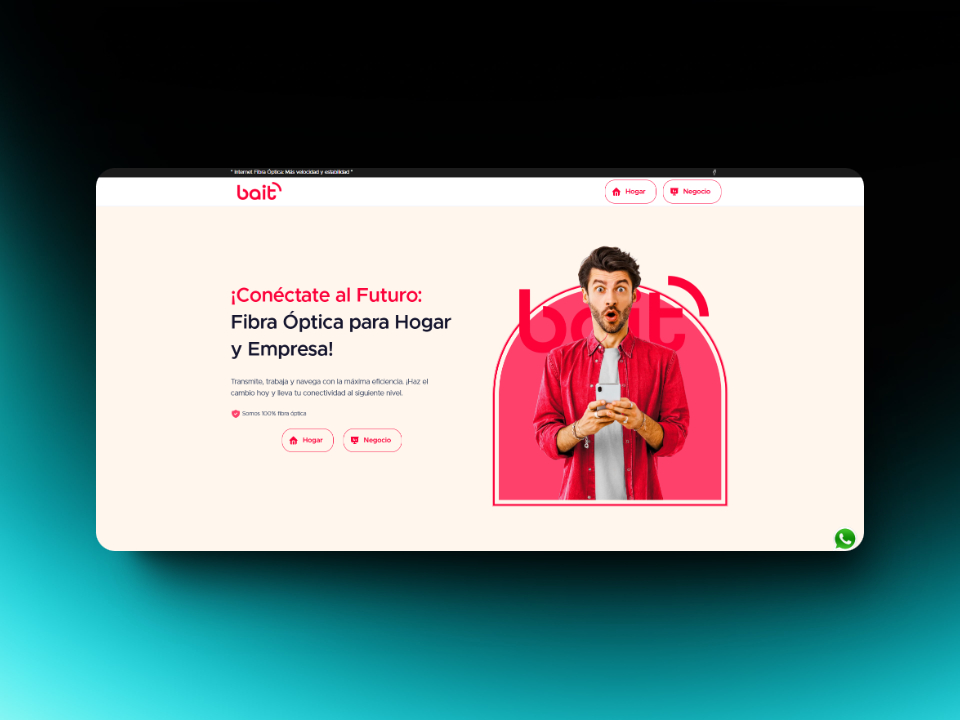 * Internet Fibra Óptica: Más velocidad y estabilidad *
bait
Hogar
Negocio
¡Conéctate al Futuro:
Fibra Óptica para Hogar
y Empresa!
Transmite, trabaja y navega con la máxima eficiencia. ¡Haz el
cambio hoy y lleva tu conectividad al siguiente nivel.
Somos 100% fibra óptica
Hogar
Negocio
bait